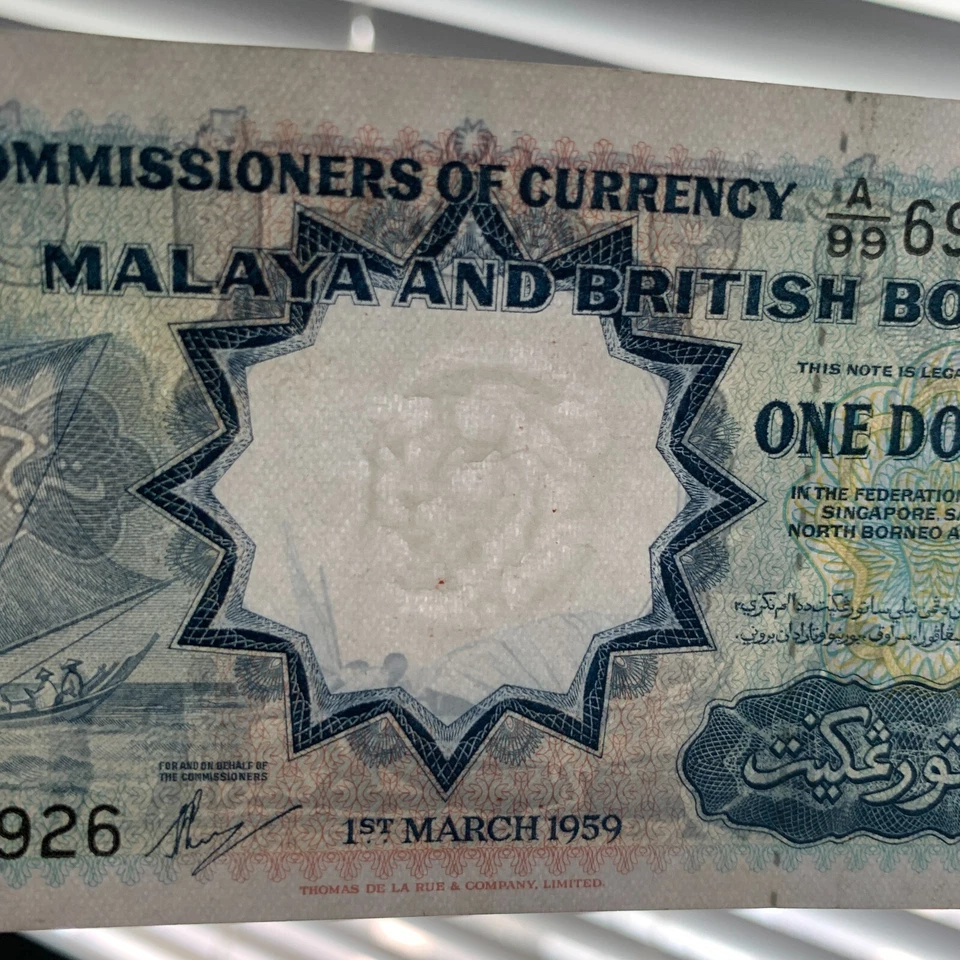 OMMISSIONERS OF CURRENCY
A
99 69
MALAYA AND BRITISH BO
THIS NOTE IS LEGA
ONE DO
IN THE FEDERATION
SINGAPORE, SA
NORTH BORNEO A
FOR AND ON BEHALF OF
THE COMMISSIONERS
926
1ST MARCH 1959
THOMAS DE LA RUE & COMPANY, LIMITED.